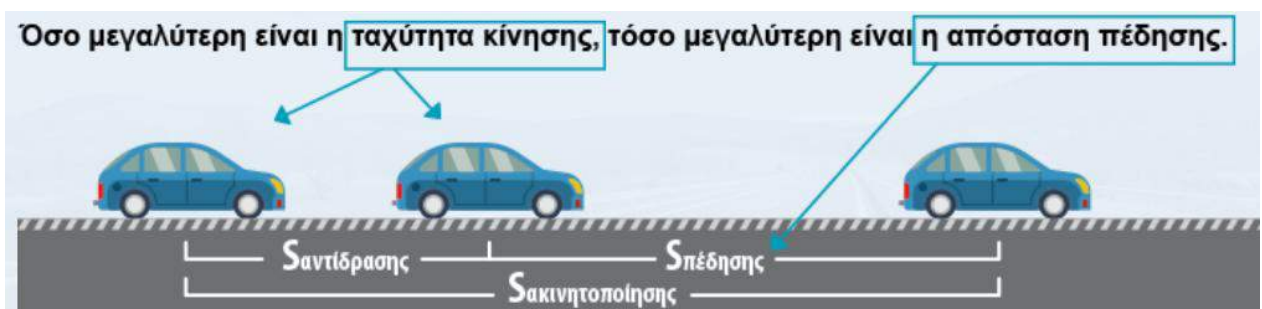 Όσο μεγαλύτερη είναι η ταχύτητα κίνησης, τόσο μεγαλύτερη είναι η απόσταση πέδησης.
Sαντίδρασης Sπέδησης
Sακινητοποίησης